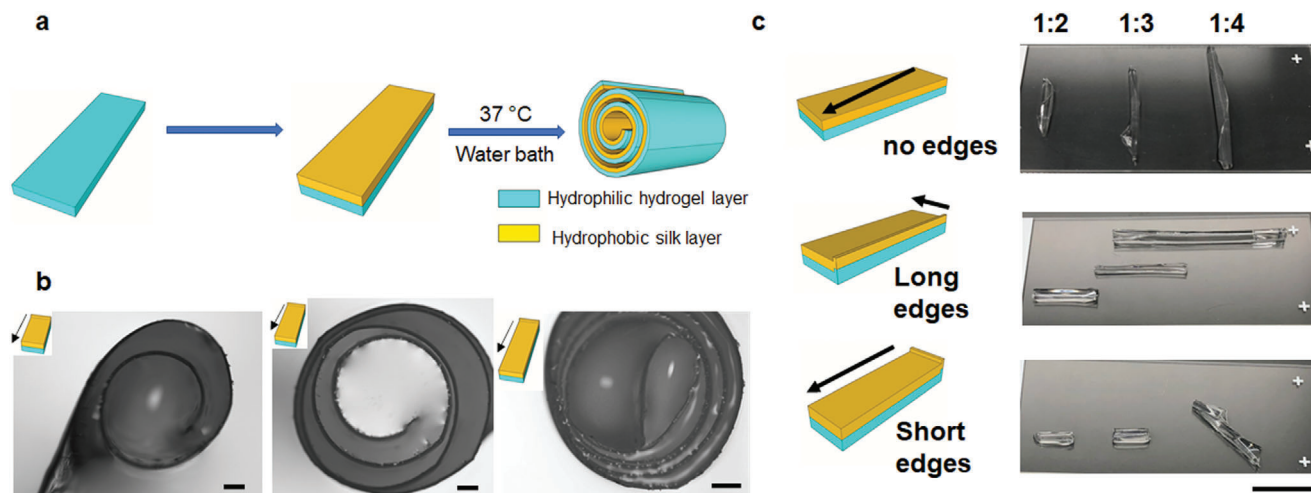 a
37 °C
Water bath
Hydrophilic hydrogel layer
Hydrophobic silk layer
b
c
1:2
1:3
1:4
no edges
Long
edges
Short
edges